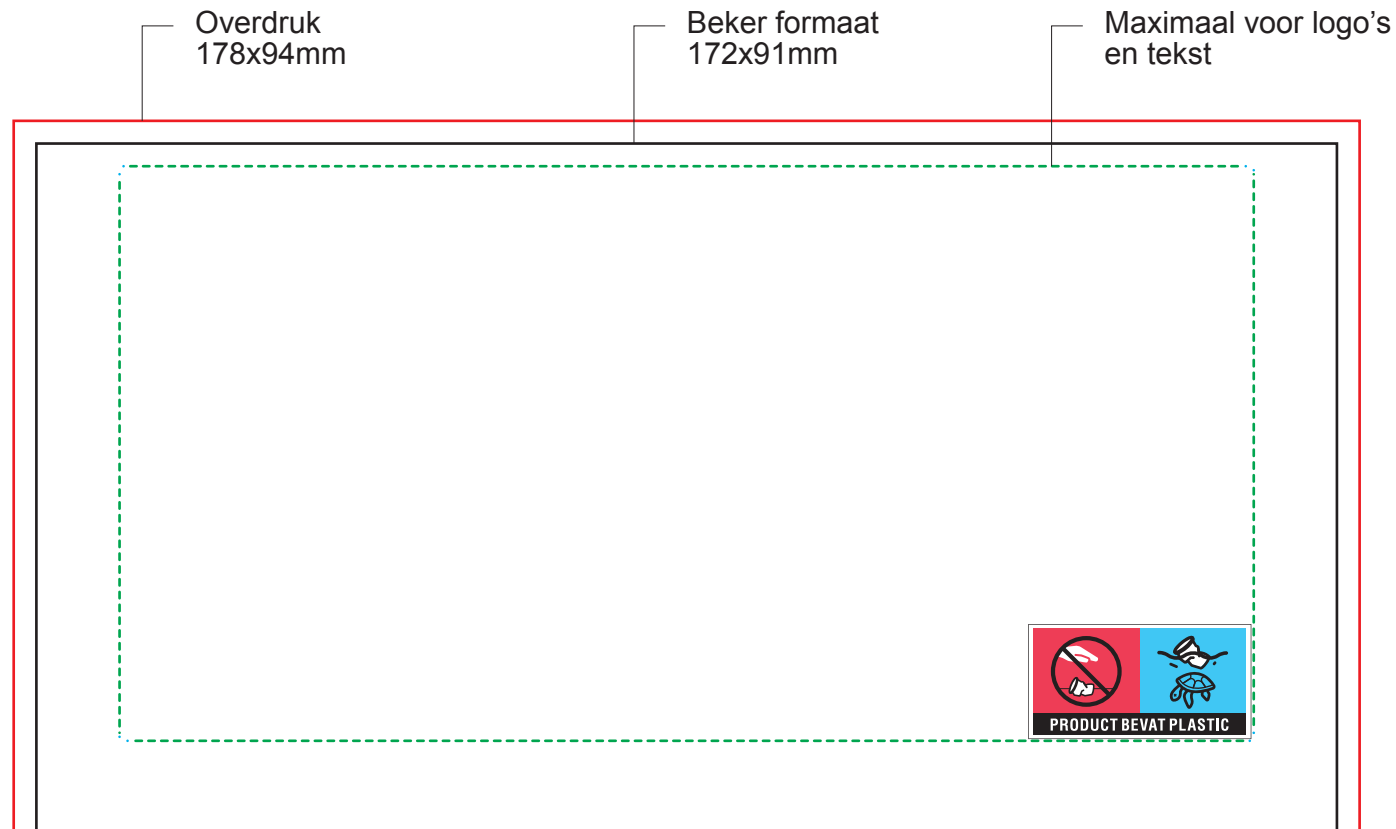 Overdruk
178x94mm
Beker formaat
172x91mm
Maximaal voor logo’s
en tekst
PRODUCT BEVAT PLASTIC